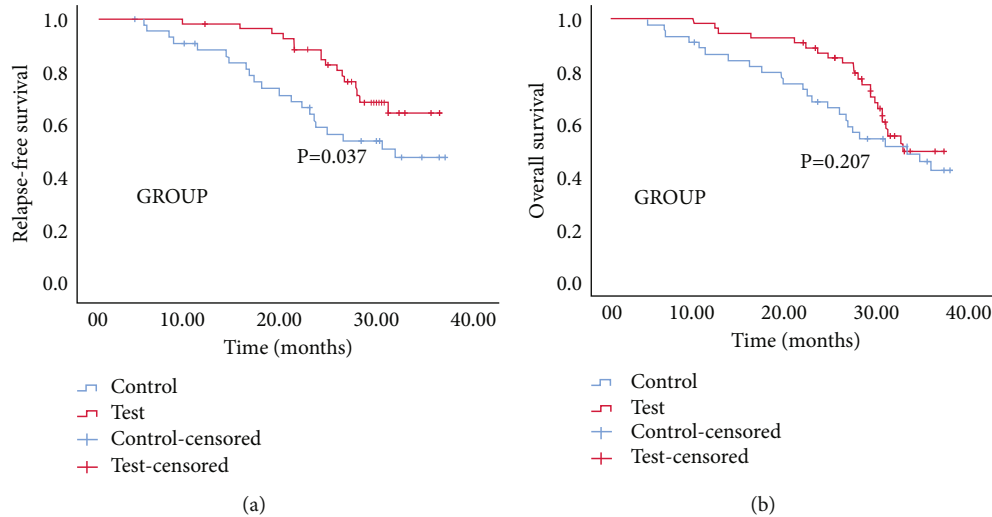 1.0
0.8
0.6
0.4
0.2
0.0
Relapse-free survival
P=0.037
GROUP
00 10.00 20.00 30.00 40.00
Time (months)
Control
Test
Control-censored
Test-censored
(a)
1.0
0.8
0.6
0.4
0.2
0.0
Overall survival
P=0.207
GROUP
00 10.00 20.00 30.00 40.00
Time (months)
Control
Test
Control-censored
Test-censored
(b)